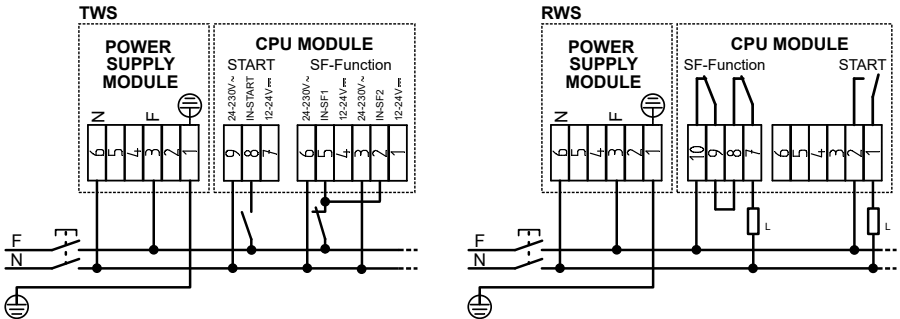 TWS
POWER SUPPLY MODULE
N
F
6 5 4 3 2 1
CPU MODULE
START
SF-Function
24-230V~
IN-START
12-24V⎓
24-230V~
IN-SF1
12-24V⎓
24-230V~
IN-SF2
12-24V⎓
9 8 7
6 5 4 3 2 1
F
N
RWS
POWER SUPPLY MODULE
N
F
6 5 4 3 2 1
CPU MODULE
SF-Function
START
10 9 8 7
6 5 4 3 2 1
L
L
F
N